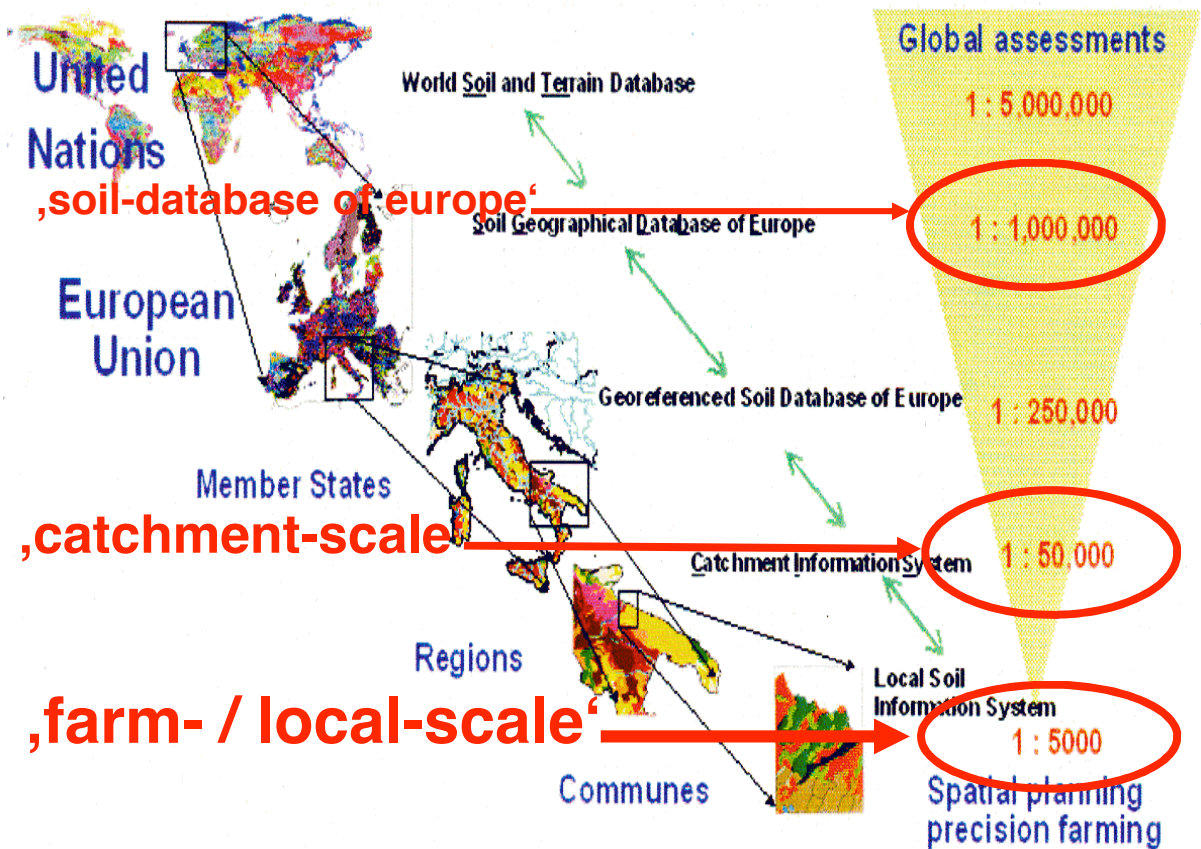 United
Nations
World Soil and Terrain Database
Global assessments
1 : 5,000,000
‚soil-database of europe‘
Soil Geographical Database of Europe
1 : 1,000,000
European
Union
Georeferenced Soil Database of Europe
1 : 250,000
Member States
‚catchment-scale
Catchment Information System
1 : 50,000
Regions
Local Soil
Information System
‚farm- / local-scale‘
1 : 5000
Communes
Spatial planning
precision farming